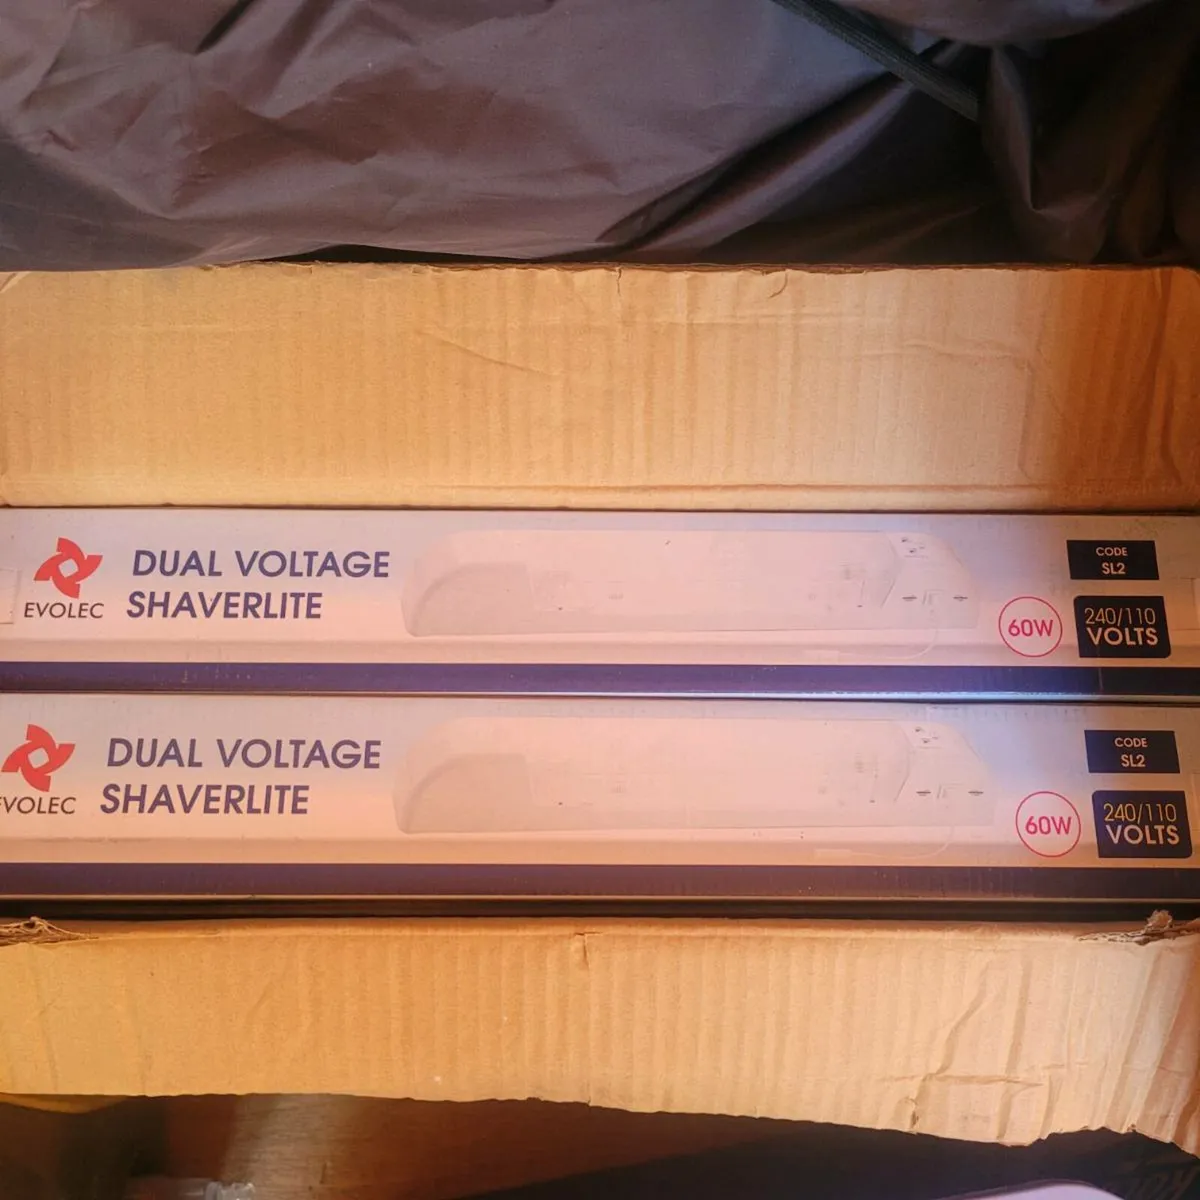 DUAL VOLTAGE
SHAVERLITE
EVOLEC
CODE
SL2
60W
240/110
VOLTS
DUAL VOLTAGE
SHAVERLITE
EVOLEC
CODE
SL2
60W
240/110
VOLTS